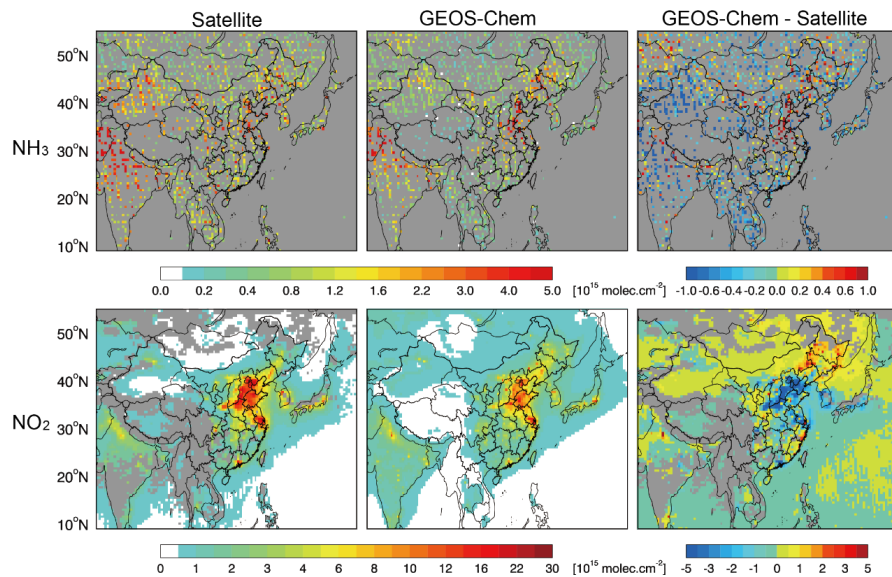 Satellite GEOS-Chem GEOS-Chem - Satellite
50°N
40°N
NH3
30°N
20°N
10°N
0.0 0.2 0.4 0.8 1.2 1.6 2.2 3.0 4.0 5.0 [10^15 molec.cm^-2] -1.0 -0.6 -0.4 -0.2 0.0 0.2 0.4 0.6 1.0
50°N
40°N
NO2
30°N
20°N
10°N
0 1 2 4 6 8 10 12 16 22 30 [10^15 molec.cm^-2] -5 -3 -2 -1 0 1 2 3 5